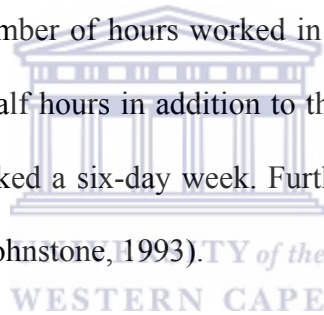 mber of hours worked in
alf hours in addition to th
ked a six-day week. Furth
ohnstone, 1993).
UNIVERSITY of the
WESTERN CAPE